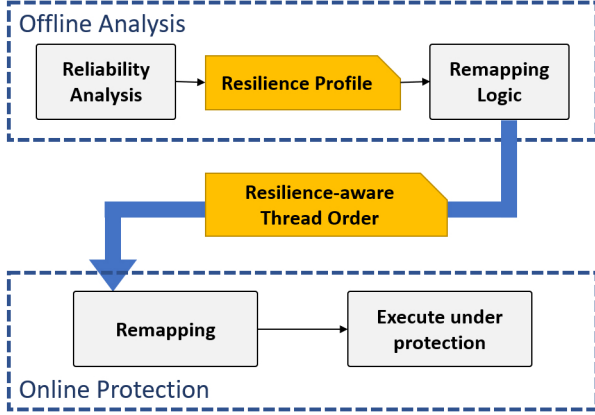 Offline Analysis
Reliability
Analysis
Resilience Profile
Remapping
Logic
Resilience-aware
Thread Order
Remapping
Execute under
protection
Online Protection